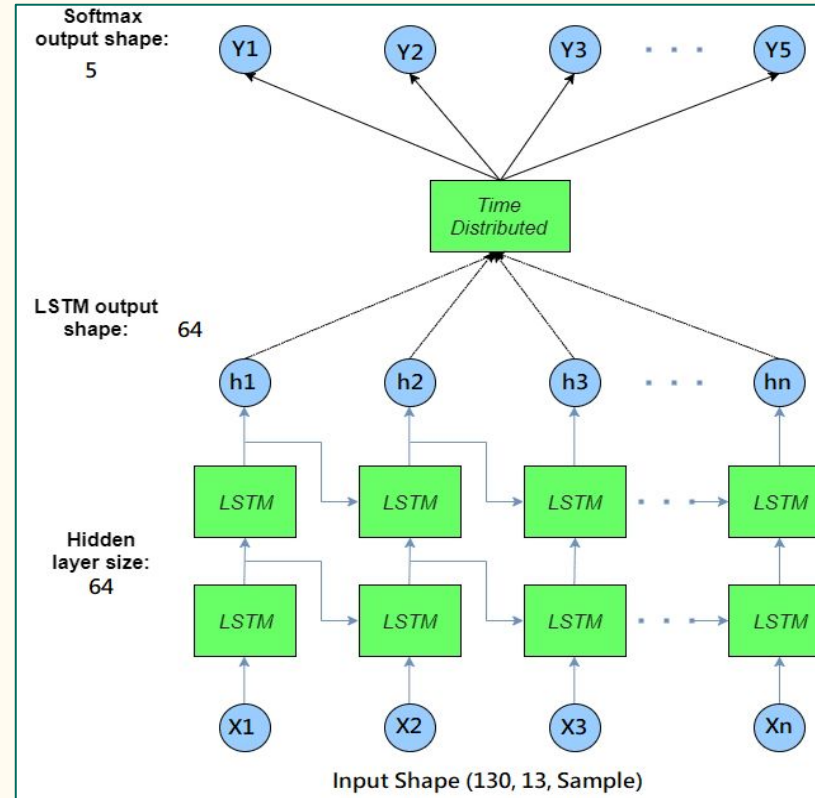 Softmax
output shape:
5
Y1 Y2 Y3 Y5
Time
Distributed
LSTM output
shape: 64
h1 h2 h3 hn
LSTM LSTM LSTM LSTM
Hidden
layer size:
64
LSTM LSTM LSTM LSTM
X1 X2 X3 Xn
Input Shape (130, 13, Sample)